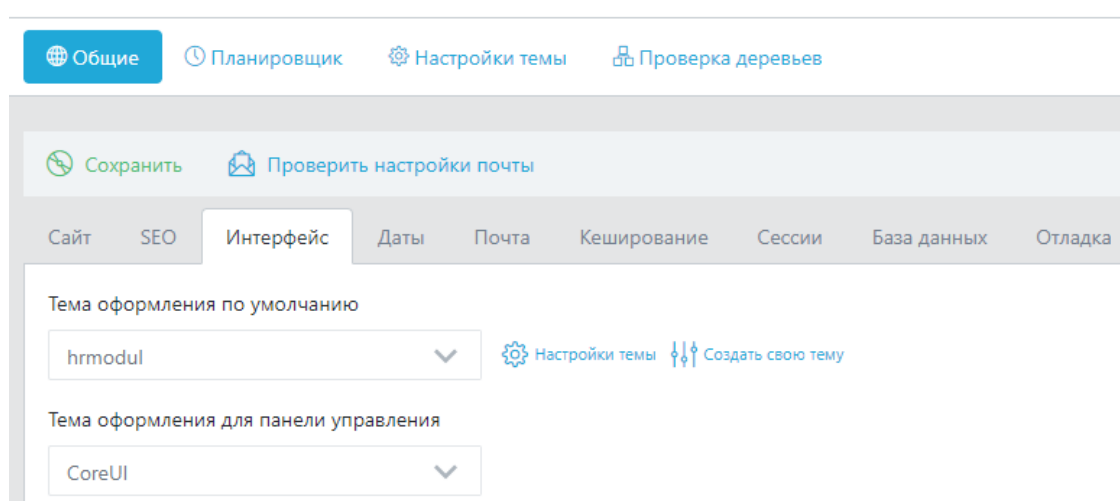 Общие Планировщик Настройки темы Проверка деревьев
Сохранить Проверить настройки почты
Сайт SEO Интерфейс Даты Почта Кеширование Сессии База данных Отладка
Тема оформления по умолчанию
hrmodul Настройки темы Создать свою тему
Тема оформления для панели управления
CoreUI